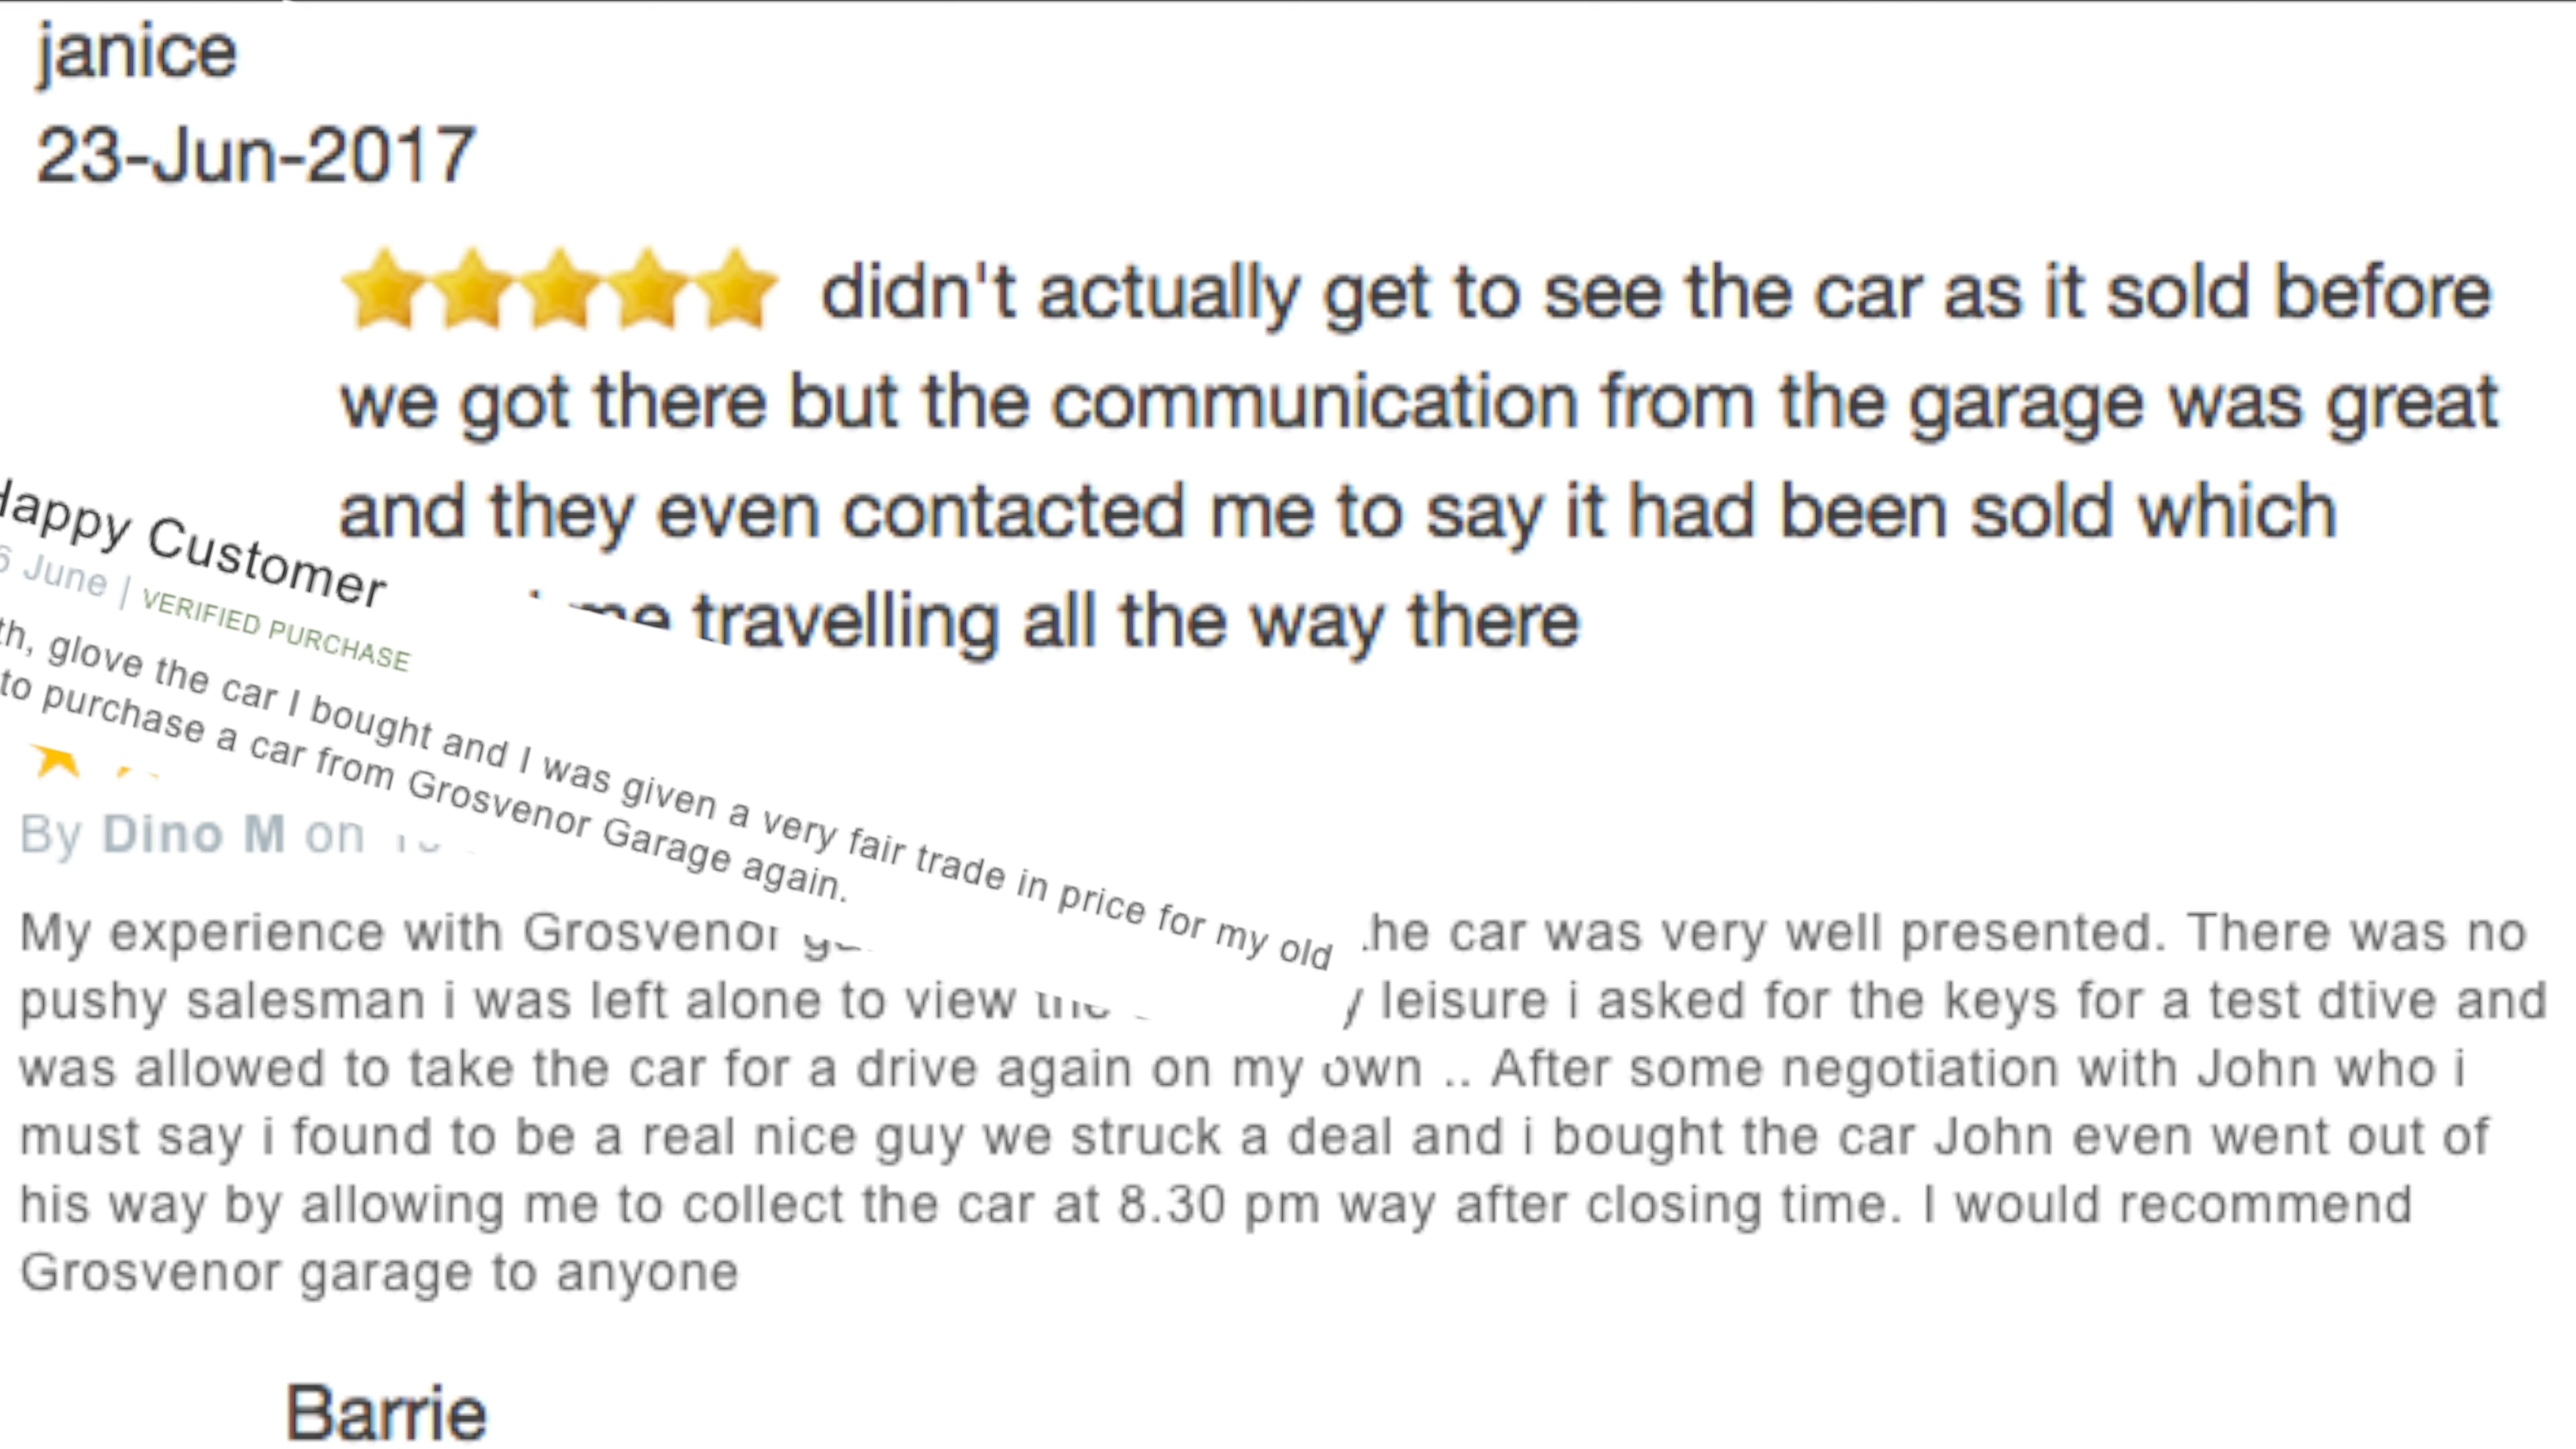 janice
23-Jun-2017
didn't actually get to see the car as it sold before
we got there but the communication from the garage was great
and they even contacted me to say it had been sold which
travelling all the way there
Customer
June | VERIFIED PURCHASE
glove the car I bought and I was given a very fair trade in price for my old
to purchase a car from Grosvenor Garage again.
By Dino M on
My experience with Grosvenor car was very well presented. There was no
pushy salesman i was left alone to view leisure i asked for the keys for a test dtive and
was allowed to take the car for a drive again on my own .. After some negotiation with John who i
must say i found to be a real nice guy we struck a deal and i bought the car John even went out of
his way by allowing me to collect the car at 8.30 pm way after closing time. I would recommend
Grosvenor garage to anyone
Barrie